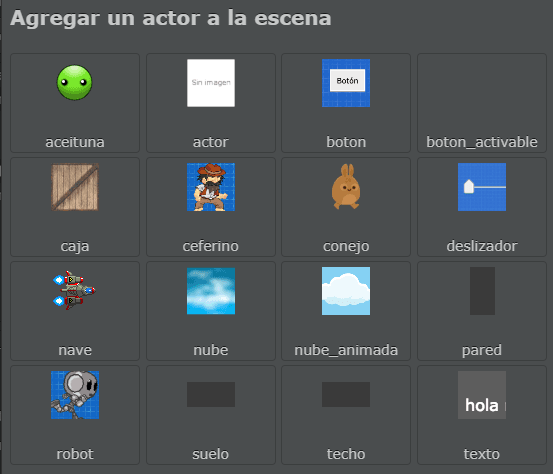 Agregar un actor a la escena
Sin imagen
Botón
aceituna actor boton boton_activable
caja ceferino conejo deslizador
nave nube nube_animada pared
hola
robot suelo techo texto